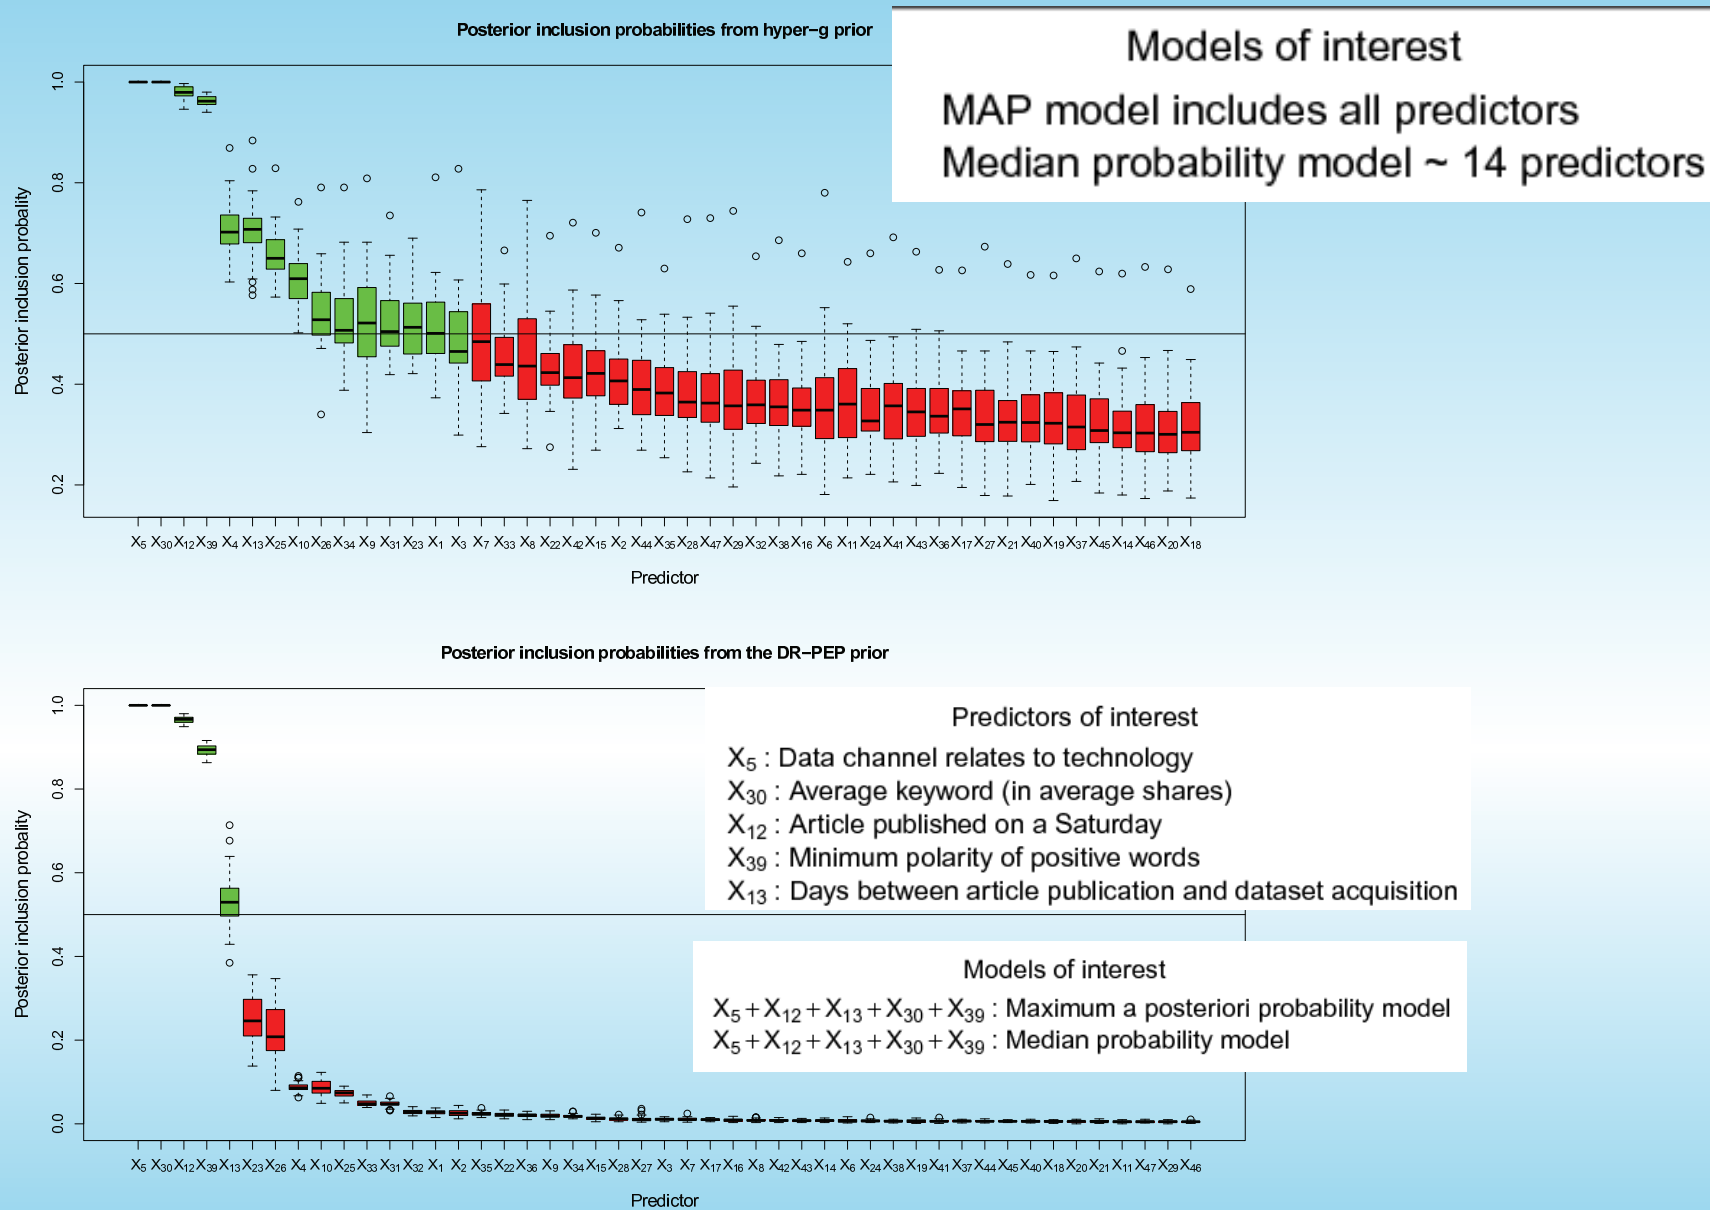 Posterior inclusion probabilities from hyper−g prior
Models of interest
MAP model includes all predictors
Median probability model ~ 14 predictors
Posterior inclusion probality
1.0
0.8
0.6
0.4
0.2
X5 X30 X12 X39 X4 X13 X25 X10 X26 X34 X9 X31 X23 X1 X3 X7 X33 X8 X22 X42 X15 X2 X44 X35 X28 X47 X29 X32 X38 X16 X6 X11 X24 X41 X43 X36 X17 X27 X21 X40 X19 X37 X45 X14 X46 X20 X18
Predictor
Posterior inclusion probabilities from the DR−PEP prior
Posterior inclusion probality
1.0
0.8
0.6
0.4
0.2
0.0
Predictors of interest
X5 : Data channel relates to technology
X30 : Average keyword (in average shares)
X12 : Article published on a Saturday
X39 : Minimum polarity of positive words
X13 : Days between article publication and dataset acquisition
Models of interest
X5 + X12 + X13 + X30 + X39 : Maximum a posteriori probability model
X5 + X12 + X13 + X30 + X39 : Median probability model
X5 X30 X12 X39 X13 X23 X26 X4 X10 X25 X33 X31 X32 X1 X2 X35 X22 X36 X9 X34 X15 X28 X27 X3 X7 X17 X16 X8 X42 X43 X14 X6 X24 X38 X19 X41 X37 X44 X45 X40 X18 X20 X21 X11 X47 X29 X46
Predictor